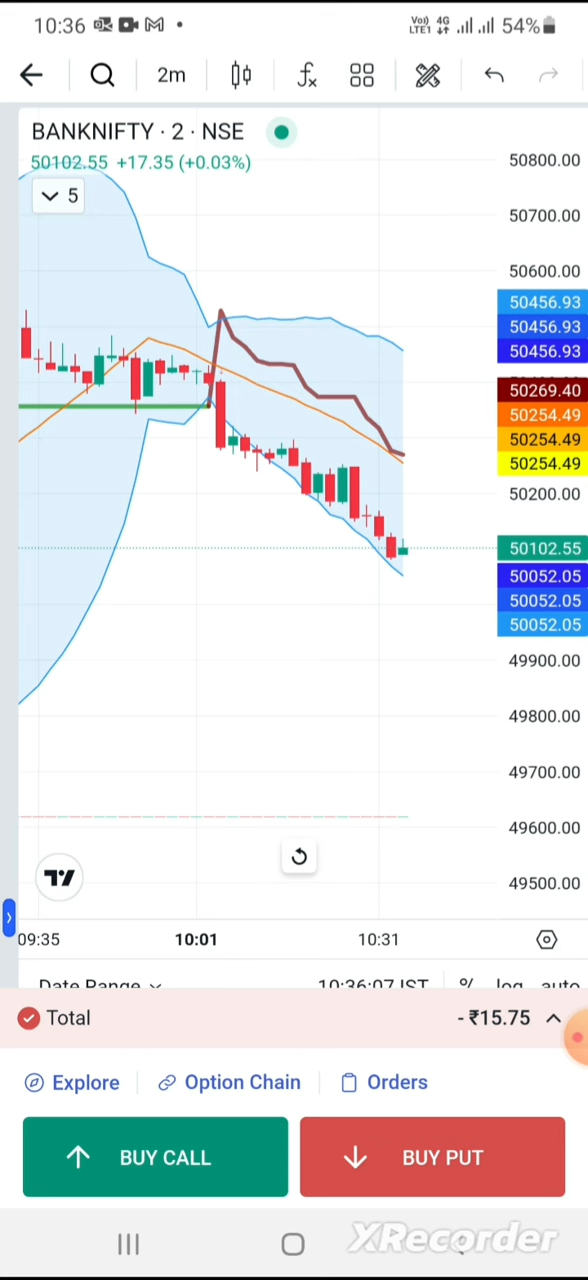 10:36 54%
Vo) 4G
LTE1
2m
BANKNIFTY · 2 · NSE
50102.55 +17.35 (+0.03%)
5
50800.00
50700.00
50600.00
50456.93
50456.93
50456.93
50269.40
50254.49
50254.49
50254.49
50200.00
50102.55
50052.05
50052.05
50052.05
49900.00
49800.00
49700.00
49600.00
49500.00
09:35 10:01 10:31
Date Range 10:36:07 IST % log auto
Total - ₹15.75
Explore Option Chain Orders
BUY CALL BUY PUT
XRecorder